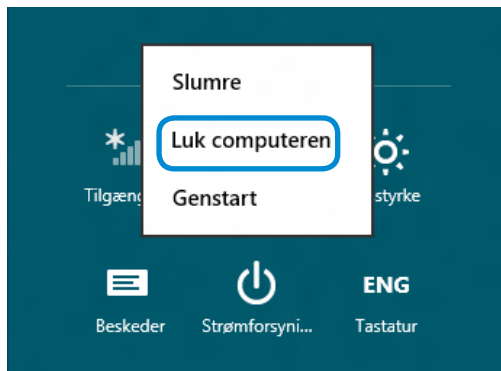 Slumre
Luk computeren
Genstart
Tilgæng
styrke
ENG
Beskeder
Strømforsyni...
Tastatur